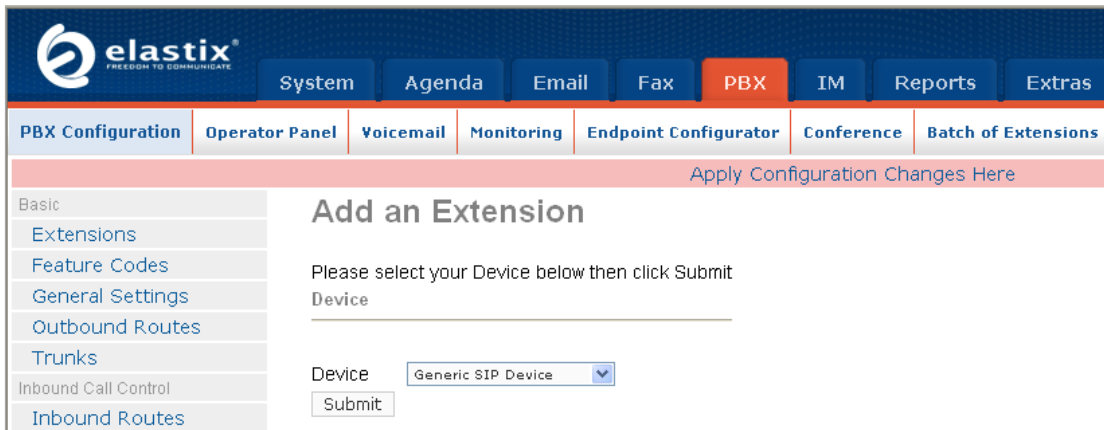 elastix®
FREEDOM TO COMMUNICATE
System Agenda Email Fax PBX IM Reports Extras
PBX Configuration Operator Panel Voicemail Monitoring Endpoint Configurator Conference Batch of Extensions
Apply Configuration Changes Here
Basic
Extensions
Feature Codes
General Settings
Outbound Routes
Trunks
Inbound Call Control
Inbound Routes
Add an Extension
Please select your Device below then click Submit
Device
Device Generic SIP Device
Submit